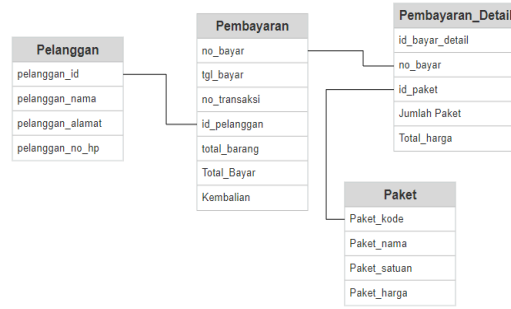 Pelanggan
pelanggan_id
pelanggan_nama
pelanggan_alamat
pelanggan_no_hp
Pembayaran
no_bayar
tgl_bayar
no_transaksi
id_pelanggan
total_barang
Total_Bayar
Kembalian
Pembayaran_Detail
id_bayar_detail
no_bayar
id_paket
Jumlah Paket
Total_harga
Paket
Paket_kode
Paket_nama
Paket_satuan
Paket_harga